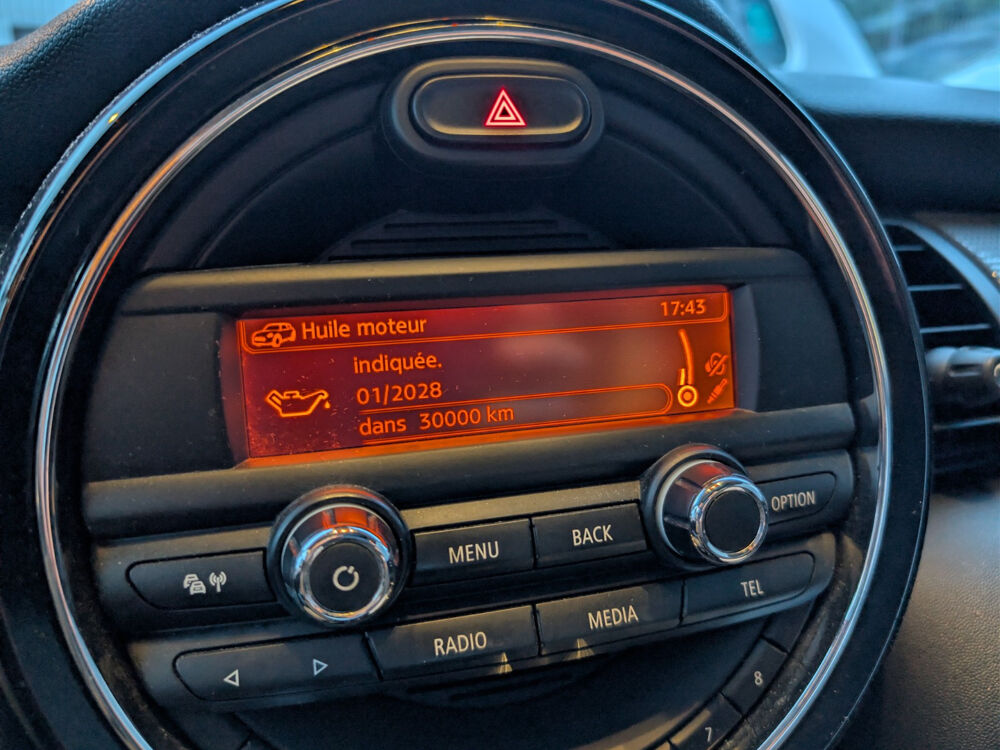 Huile moteur 17:43
indiquée.
01/2028
dans 30000 km
MENU
BACK
OPTION
RADIO
MEDIA
TEL
7
8